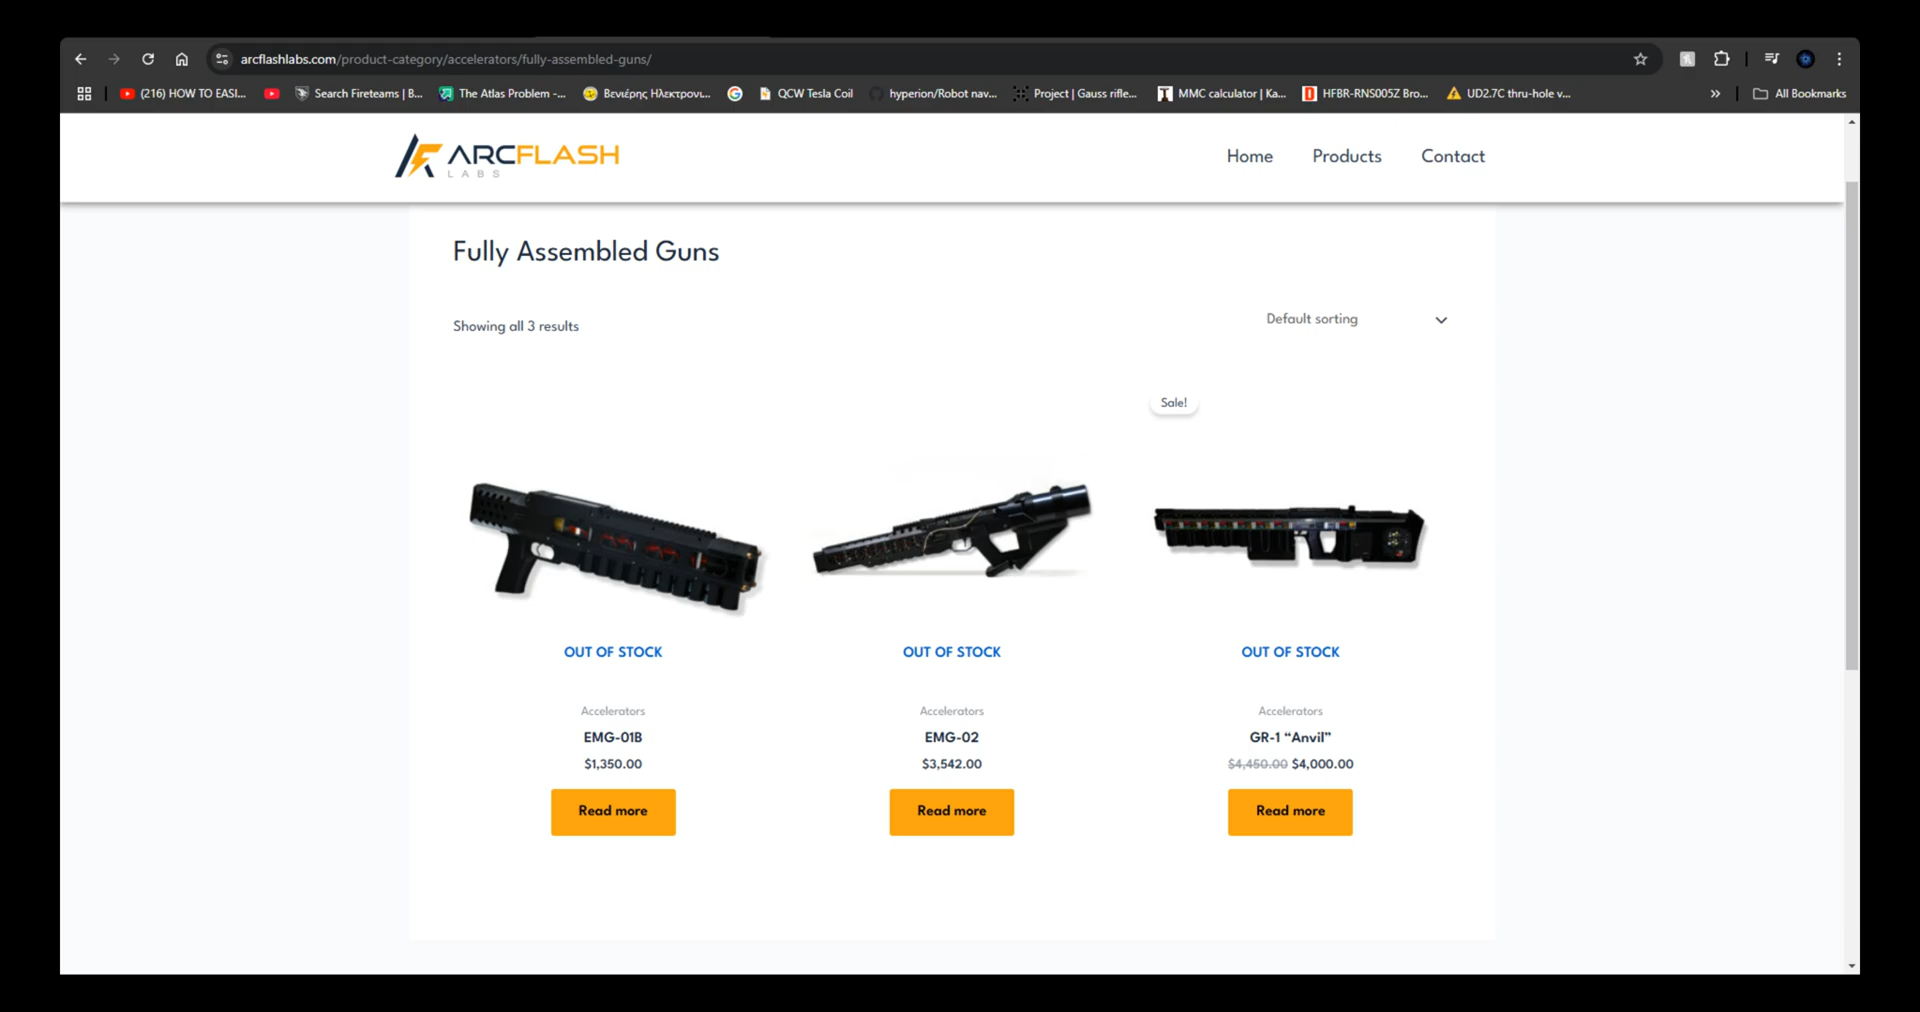 arcflashlabs.com/product-category/accelerators/fully-assembled-guns/
(216) HOW TO EASI...
Search Fireteams | B...
The Atlas Problem -...
Βενιέρης Ηλεκτρονι...
QCW Tesla Coil
hyperion/Robot nav...
Project | Gauss rifle...
MMC calculator | Ka...
HFBR-RNS005Z Bro...
UD2.7C thru-hole v...
All Bookmarks
ARCFLASH
LABS
Home
Products
Contact
Fully Assembled Guns
Showing all 3 results
Default sorting
Sale!
OUT OF STOCK
OUT OF STOCK
OUT OF STOCK
Accelerators
Accelerators
Accelerators
EMG-01B
EMG-02
GR-1 “Anvil”
$1,350.00
$3,542.00
$4,450.00 $4,000.00
Read more
Read more
Read more